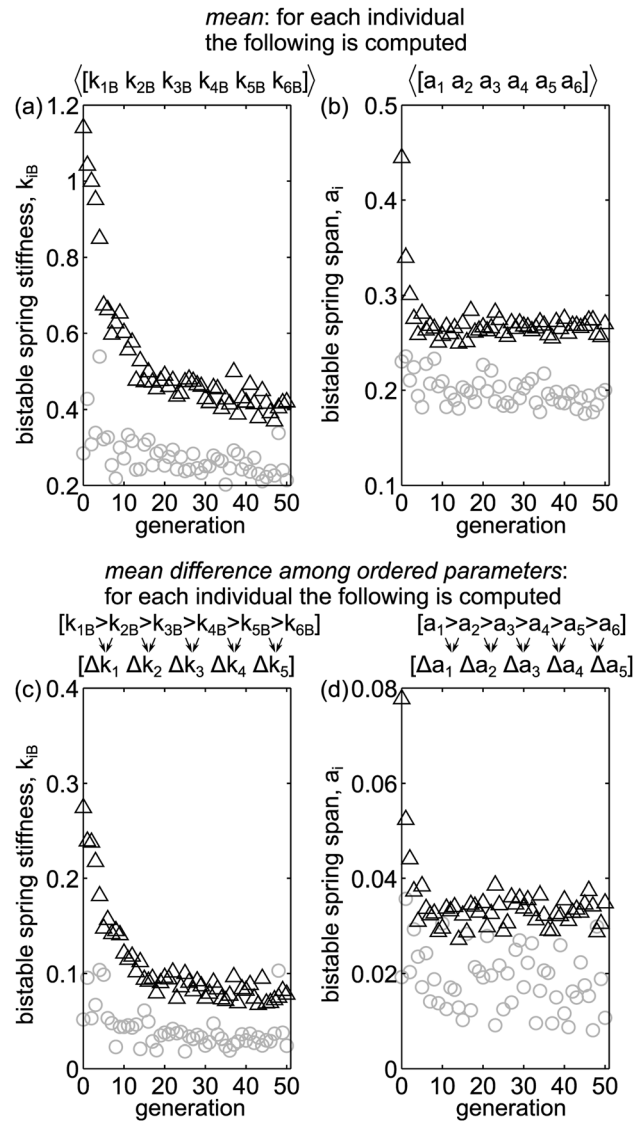 mean: for each individual
the following is computed
⟨[k1B k2B k3B k4B k5B k6B]⟩
⟨[a1 a2 a3 a4 a5 a6]⟩
(a)
1.2
1
0.8
0.6
0.4
0.2
bistable spring stiffness, kiB
0 10 20 30 40 50
generation
(b)
0.5
0.4
0.3
0.2
0.1
bistable spring span, ai
0 10 20 30 40 50
generation
mean difference among ordered parameters:
for each individual the following is computed
[k1B>k2B>k3B>k4B>k5B>k6B]
[Δk1 Δk2 Δk3 Δk4 Δk5]
[a1>a2>a3>a4>a5>a6]
[Δa1 Δa2 Δa3 Δa4 Δa5]
(c)
0.4
0.3
0.2
0.1
0
bistable spring stiffness, kiB
0 10 20 30 40 50
generation
(d)
0.08
0.06
0.04
0.02
0
bistable spring span, ai
0 10 20 30 40 50
generation